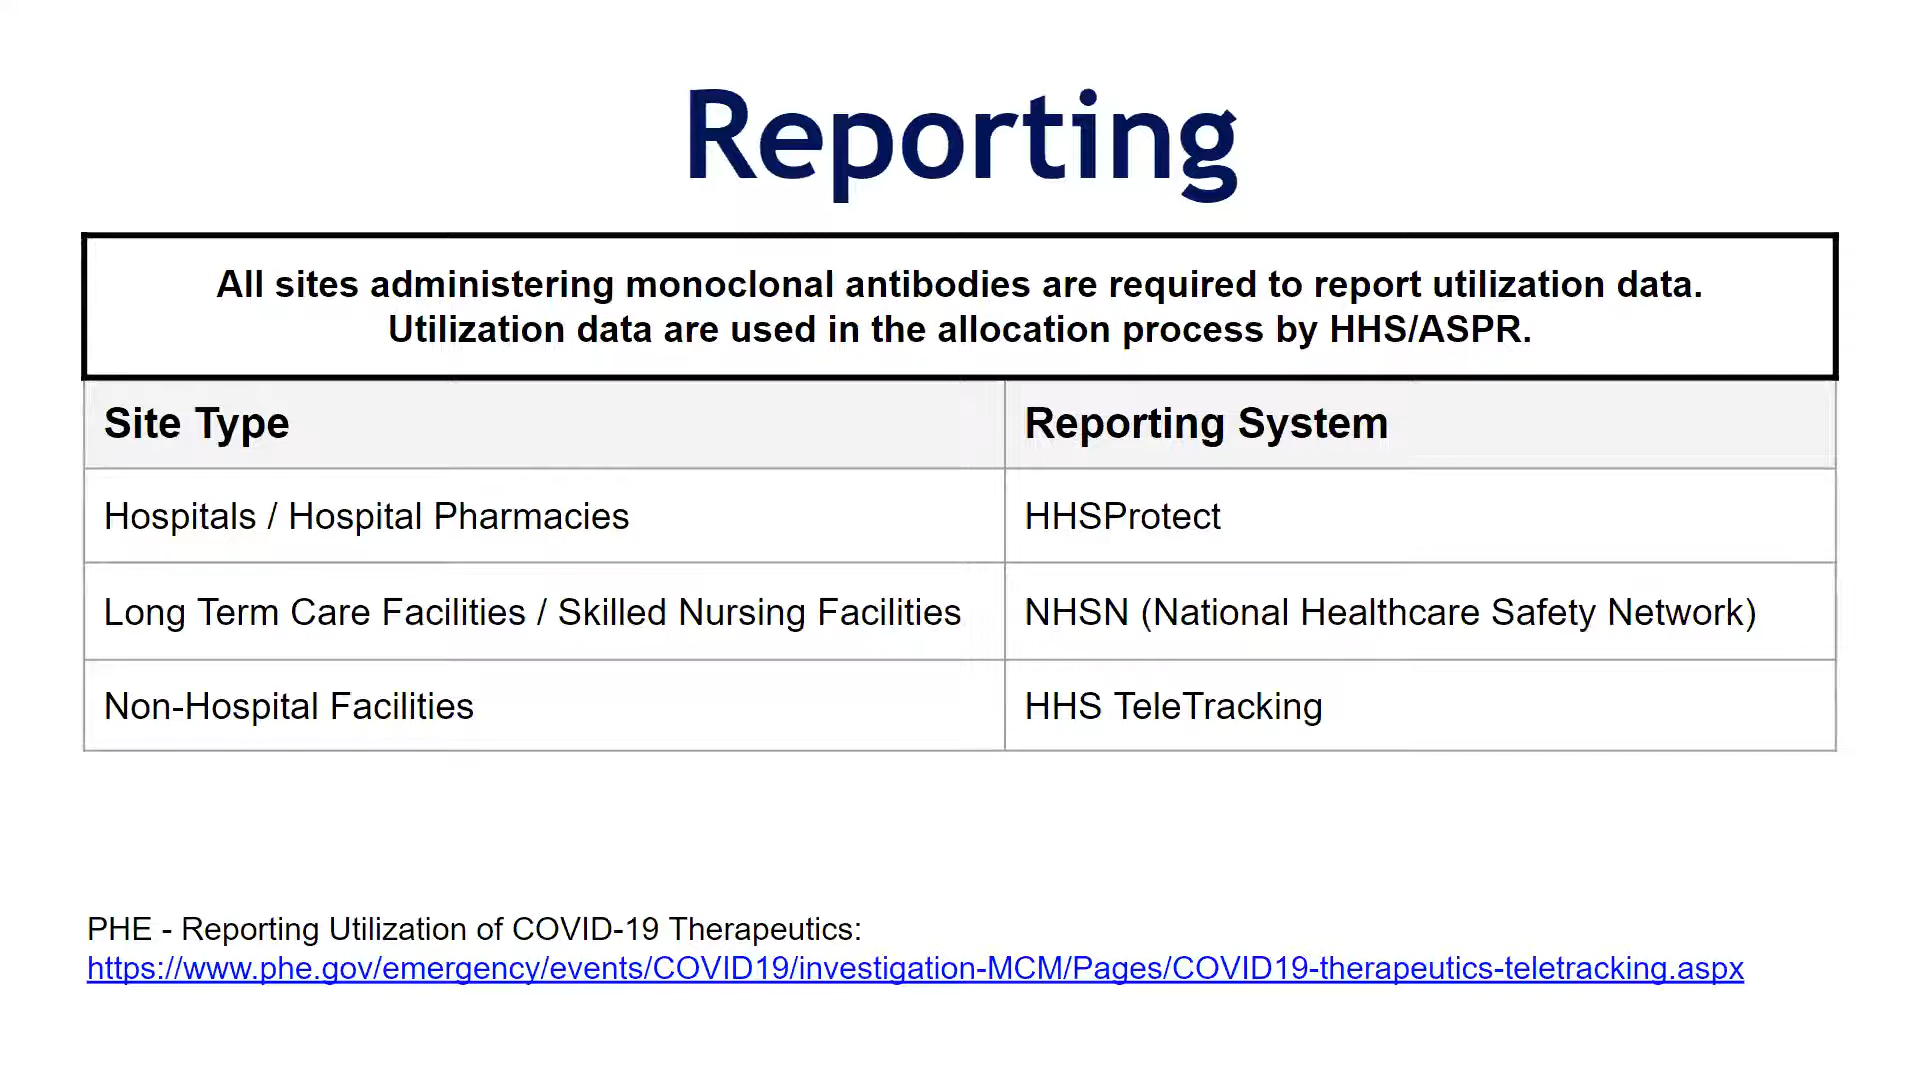 Reporting
All sites administering monoclonal antibodies are required to report utilization data.
Utilization data are used in the allocation process by HHS/ASPR.
Site Type
Reporting System
Hospitals / Hospital Pharmacies
HHSProtect
Long Term Care Facilities / Skilled Nursing Facilities
NHSN (National Healthcare Safety Network)
Non-Hospital Facilities
HHS TeleTracking
PHE - Reporting Utilization of COVID-19 Therapeutics:
https://www.phe.gov/emergency/events/COVID19/investigation-MCM/Pages/COVID19-therapeutics-teletracking.aspx